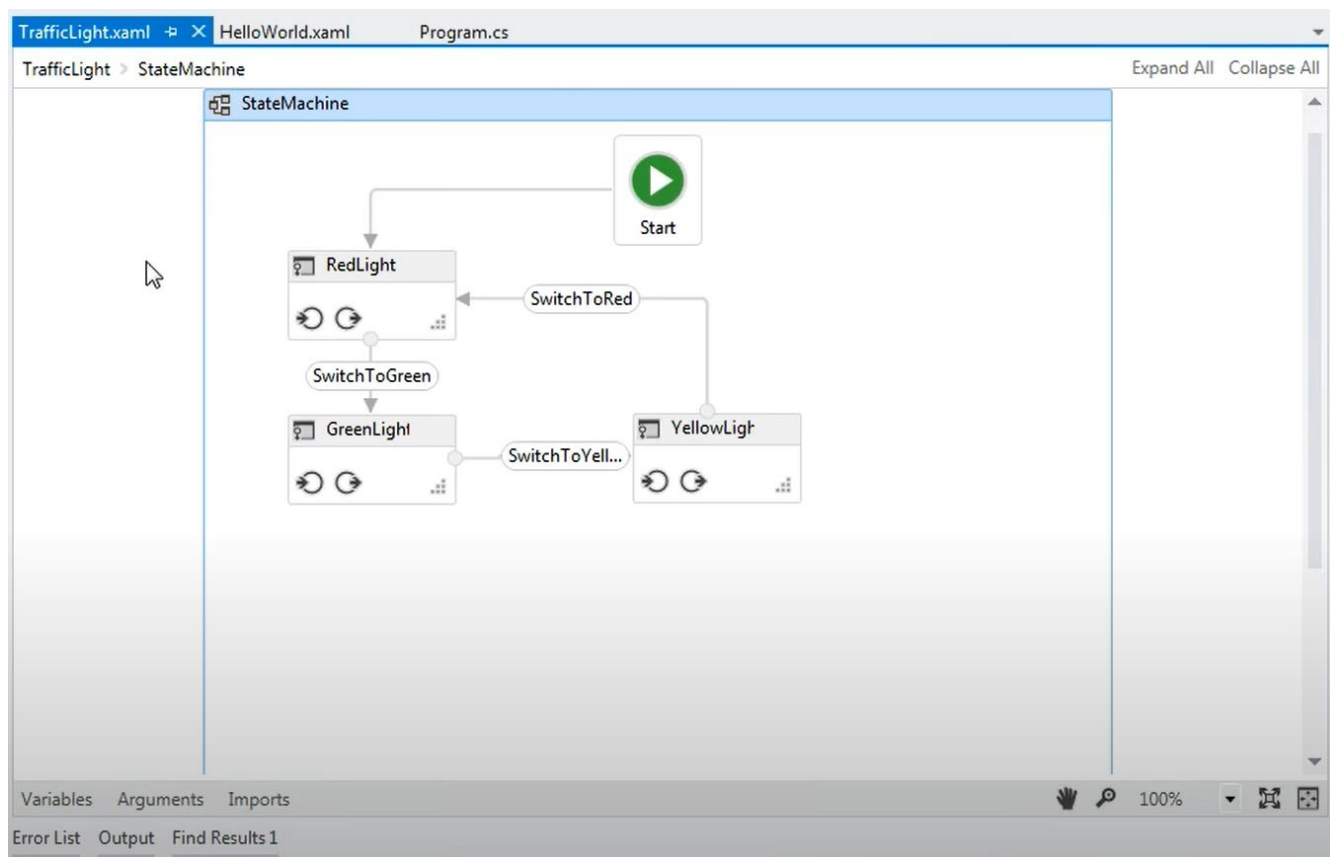 TrafficLight.xaml HelloWorld.xaml Program.cs
TrafficLight StateMachine Expand All Collapse All
StateMachine
Start
RedLight
SwitchToRed
SwitchToGreen
GreenLight
YellowLigh
SwitchToYell...
Variables Arguments Imports 100%
Error List Output Find Results 1